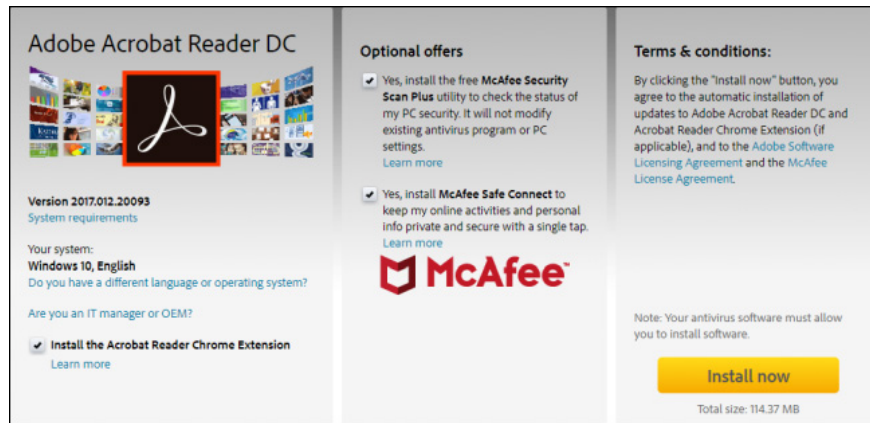 Adobe Acrobat Reader DC
Version 2017.012.20093
System requirements
Your system:
Windows 10, English
Do you have a different language or operating system?
Are you an IT manager or OEM?
Install the Acrobat Reader Chrome Extension
Learn more
Optional offers
Yes, install the free McAfee Security
Scan Plus utility to check the status of
my PC security. It will not modify
existing antivirus program or PC
settings.
Learn more
Yes, install McAfee Safe Connect to
keep my online activities and personal
info private and secure with a single tap.
Learn more
McAfee™
Terms & conditions:
By clicking the "Install now" button, you
agree to the automatic installation of
updates to Adobe Acrobat Reader DC and
Acrobat Reader Chrome Extension (if
applicable), and to the Adobe Software
Licensing Agreement and the McAfee
License Agreement.
Note: Your antivirus software must allow
you to install software.
Install now
Total size: 114.37 MB